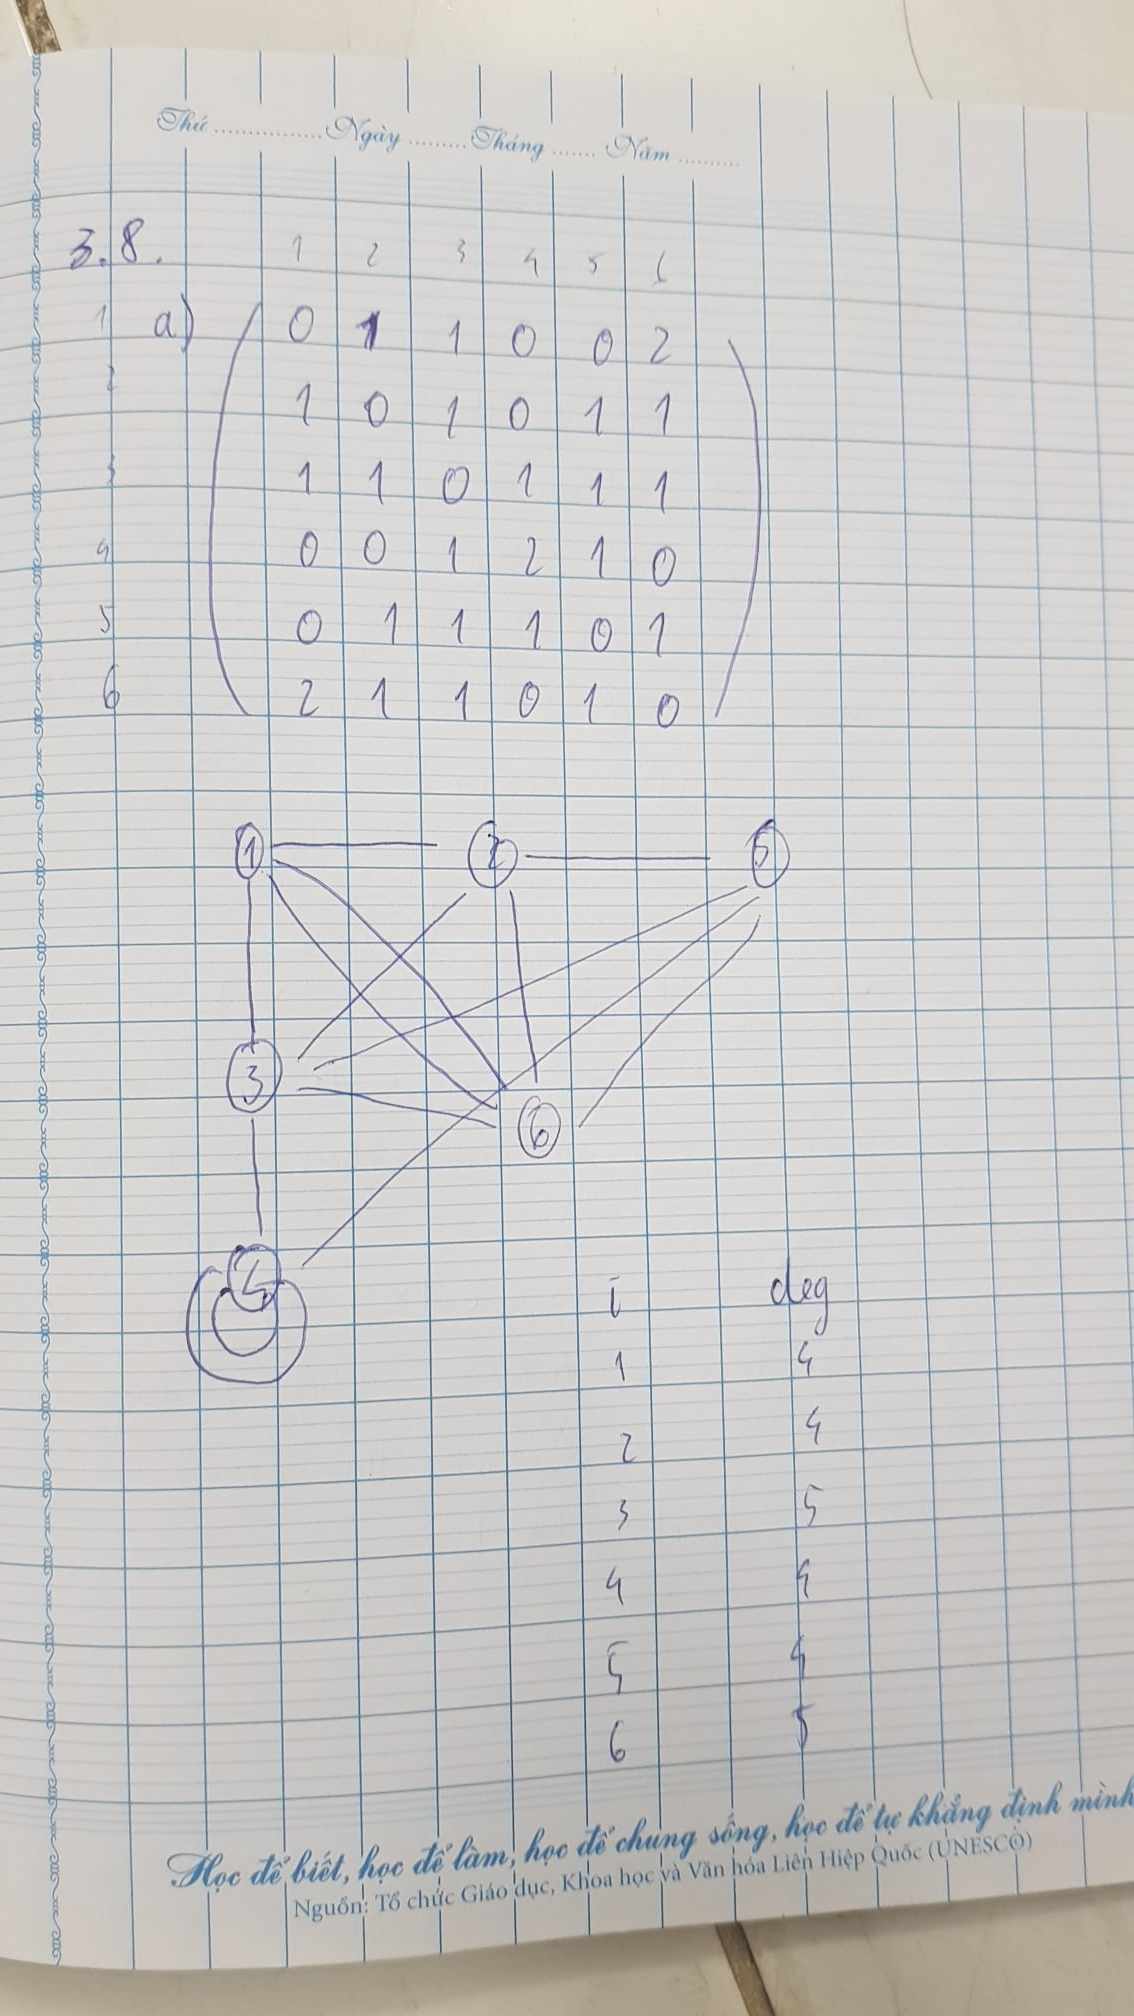 Thứ ................ Ngày ......... Tháng ....... Năm ..........
3.8. 1 2 3 4 5 6
1 a) 0 1 1 0 0 2
2 1 0 1 0 1 1
3 1 1 0 1 1 1
4 0 0 1 2 1 0
5 0 1 1 1 0 1
6 2 1 1 0 1 0
1 2 5
3 6
4
i deg
1 4
2 4
3 5
4 4
5 4
6 5
Học để biết, học để làm, học để chung sống, học để tự khẳng định mình
Nguồn: Tổ chức Giáo dục, Khoa học và Văn hóa Liên Hiệp Quốc (UNESCO)